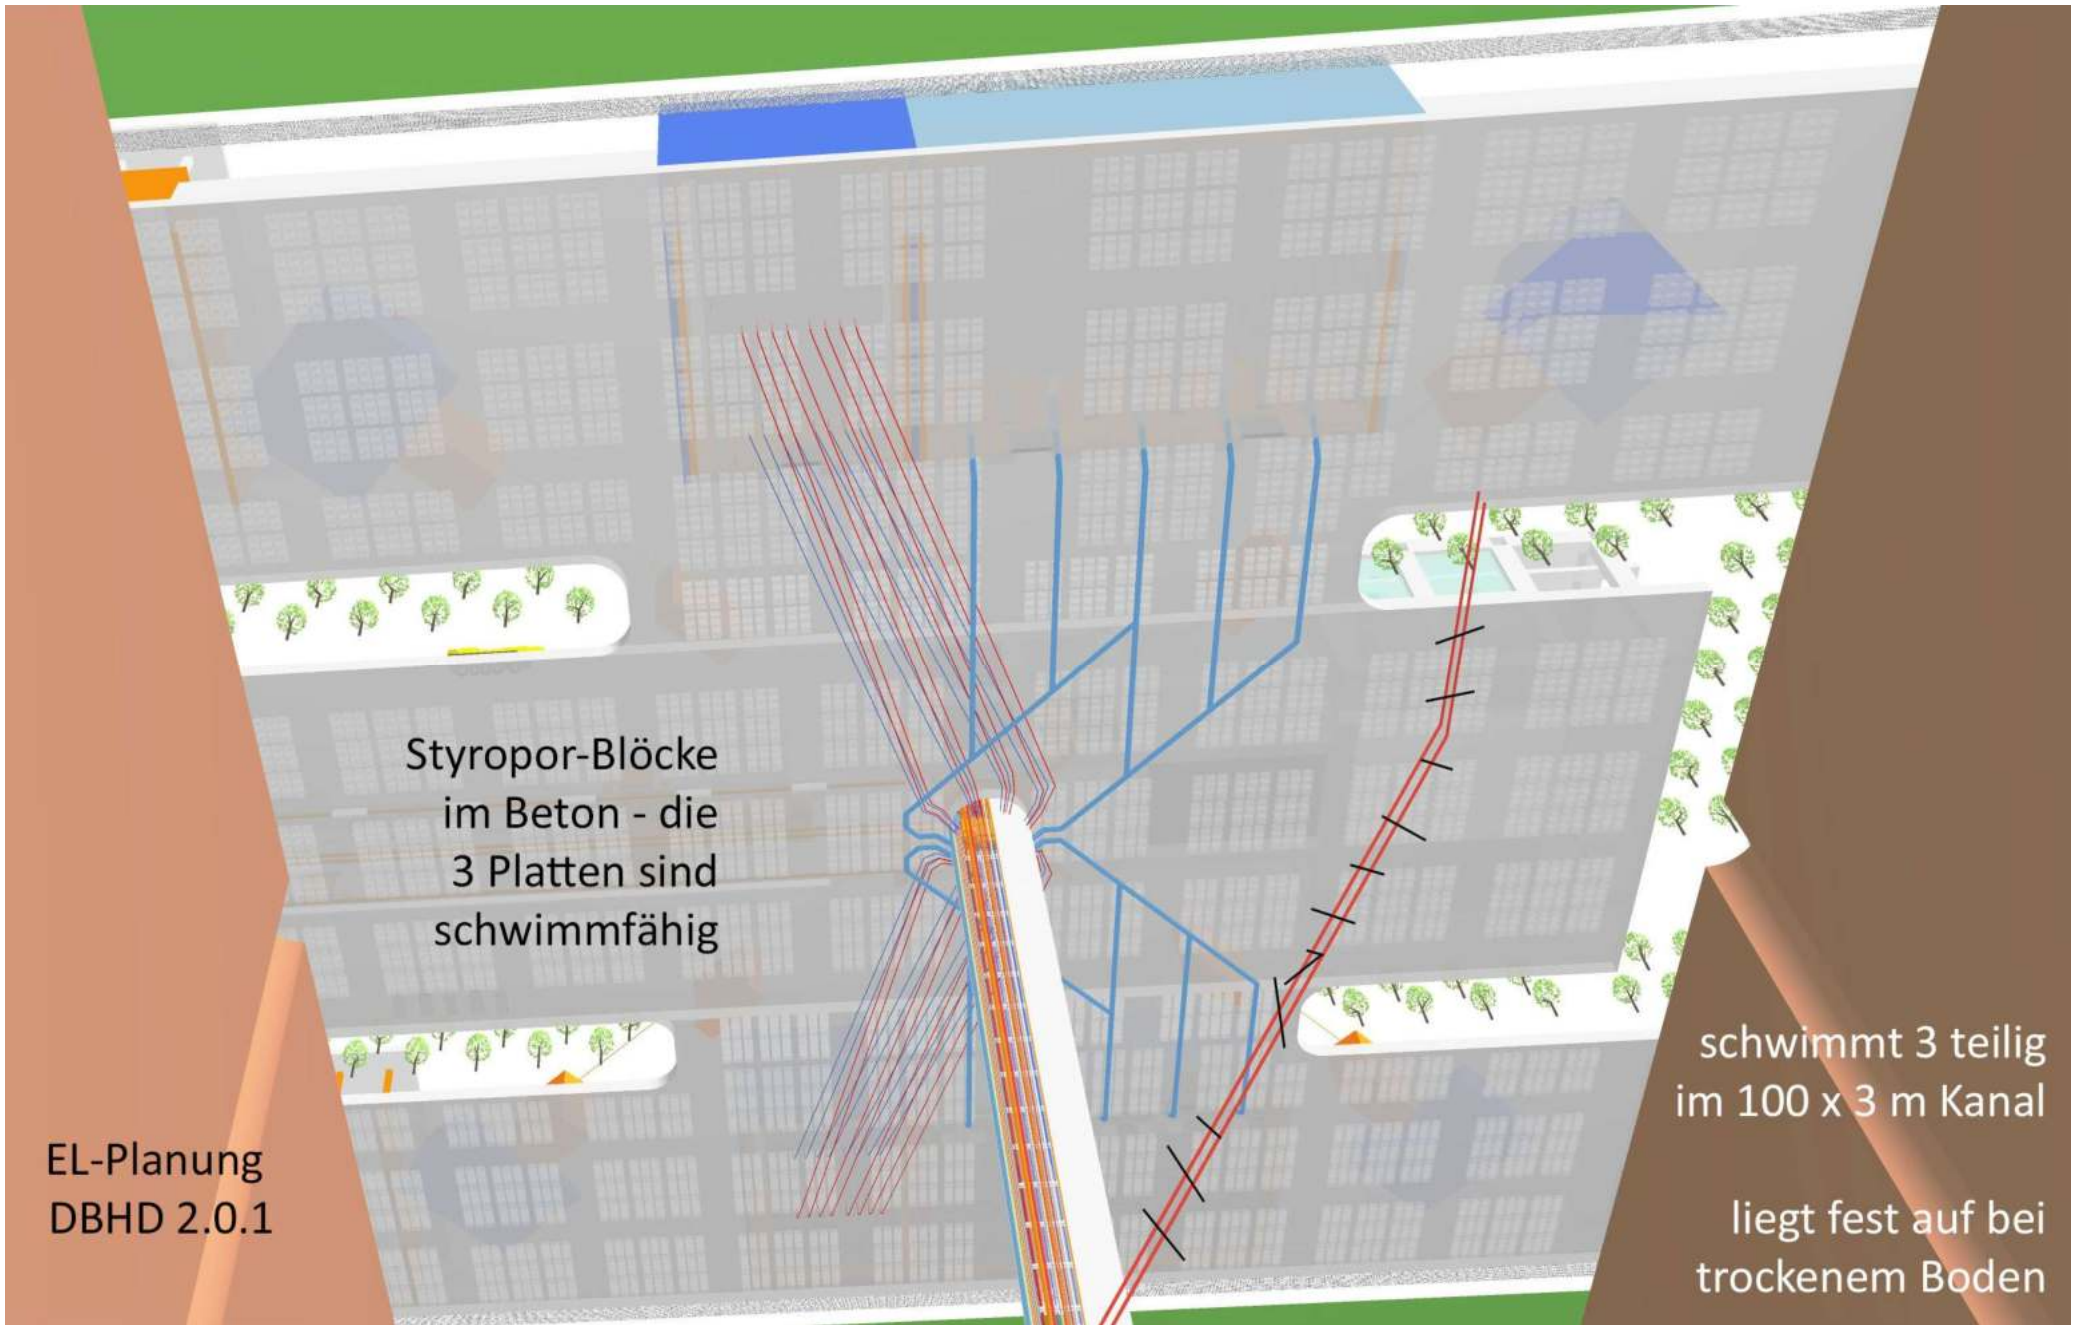 Styropor-Blöcke
im Beton - die
3 Platten sind
schwimmfähig
EL-Planung
DBHD 2.0.1
schwimmt 3 teilig
im 100 x 3 m Kanal
liegt fest auf bei
trockenem Boden